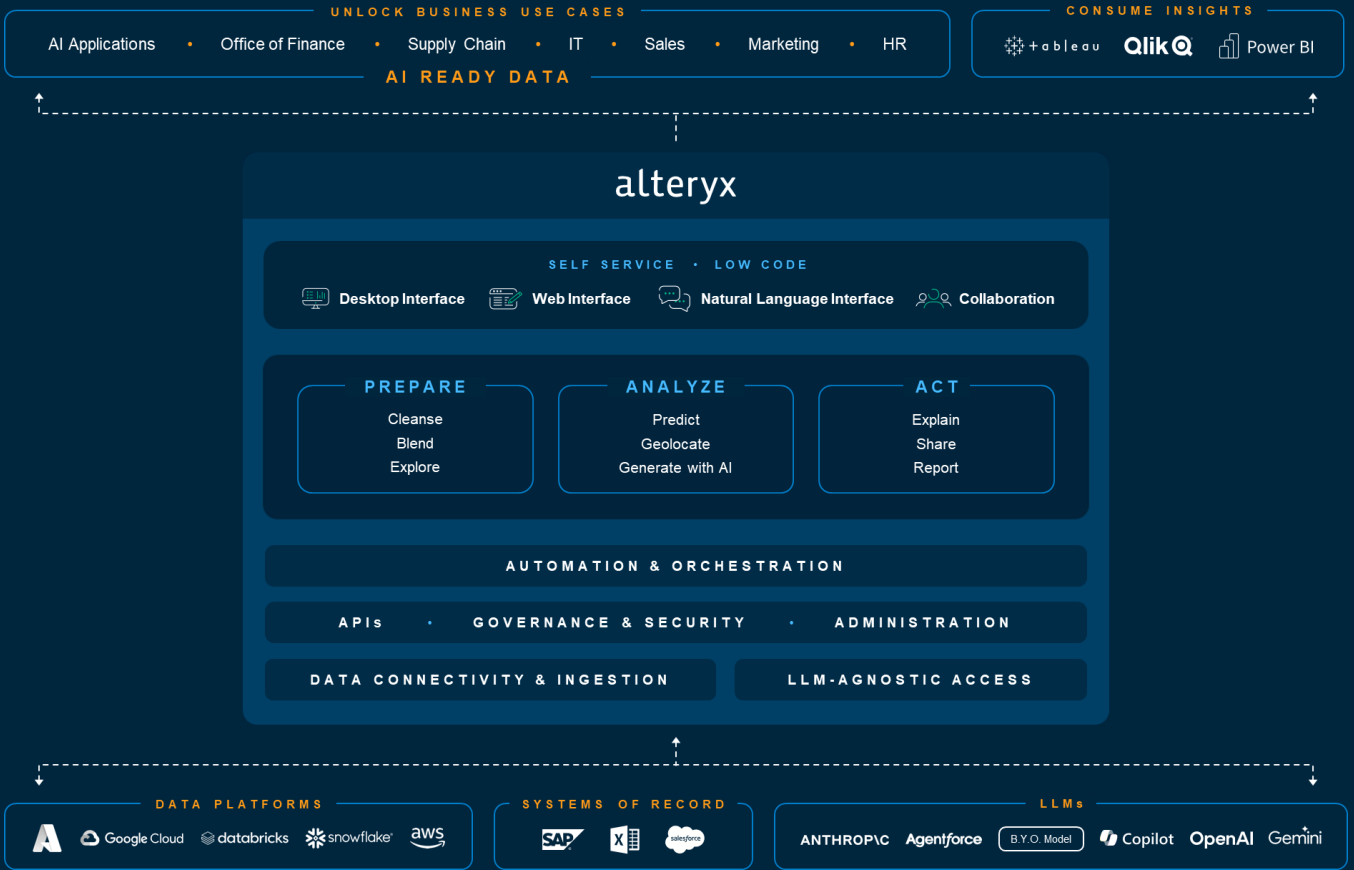 UNLOCK BUSINESS USE CASES
AI Applications • Office of Finance • Supply Chain • IT • Sales • Marketing • HR
AI READY DATA
CONSUME INSIGHTS
+ a b l e a u Qlik Power BI
alteryx
SELF SERVICE • LOW CODE
Desktop Interface Web Interface Natural Language Interface Collaboration
PREPARE
Cleanse
Blend
Explore
ANALYZE
Predict
Geolocate
Generate with AI
ACT
Explain
Share
Report
AUTOMATION & ORCHESTRATION
APIs • GOVERNANCE & SECURITY • ADMINISTRATION
DATA CONNECTIVITY & INGESTION
LLM-AGNOSTIC ACCESS
DATA PLATFORMS
Google Cloud databricks snowflake aws
SYSTEMS OF RECORD
SAP X salesforce
LLMs
ANTHROP\C Agentforce B.Y.O. Model Copilot OpenAI Gemini